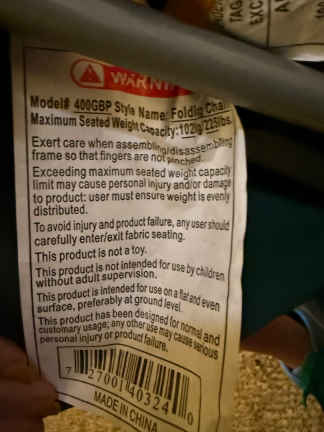 TAG
EXC
WARNIN
Model# 400GBP Style Name: Foldig Chai
Maximum Seated Weight Capacity: 102kg/225lbs.
Exert care when assembling/disassembling
frame so that fingers are not pinched.
Exceeding maximum seated weight capacity
limit may cause personal injury and/or damage
to product: user must ensure weight is evenly
distributed.
To avoid injury and product failure, any user should
carefully enter/exit fabric seating.
This product is not a toy.
This product is not intended for use by children
without adult supervision.
This product is intended for use on a flat and even
surface, preferably at ground level.
This product has been designed for normal and
customary usage; any other use may cause serious
personal injury or product failure.
7 27001 40324 0
MADE IN CHINA